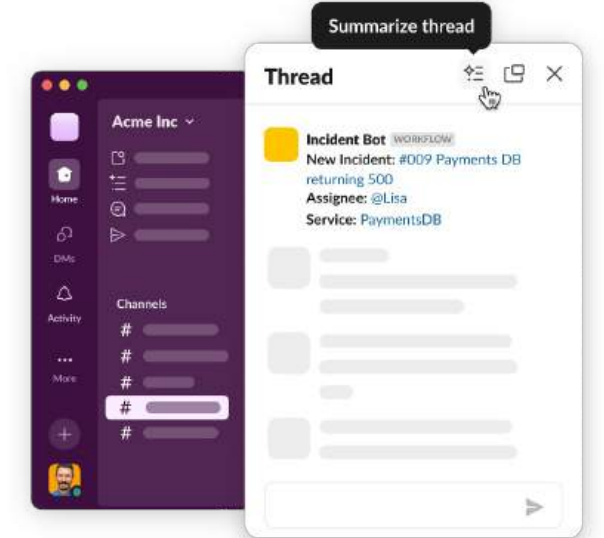 Summarize thread
Thread
Acme Inc
Home
DMs
Activity
More
Channels
#
#
#
#
#
Incident Bot WORKFLOW
New Incident: #009 Payments DB
returning 500
Assignee: @Lisa
Service: PaymentsDB